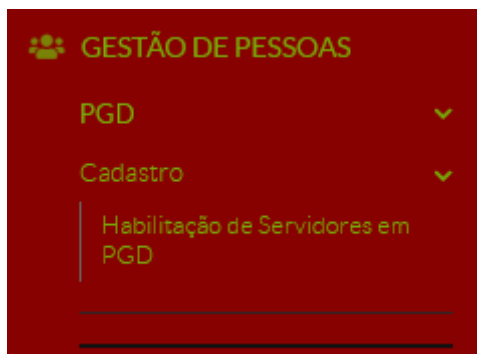 GESTÃO DE PESSOAS
PGD
Cadastro
Habilitação de Servidores em
PGD